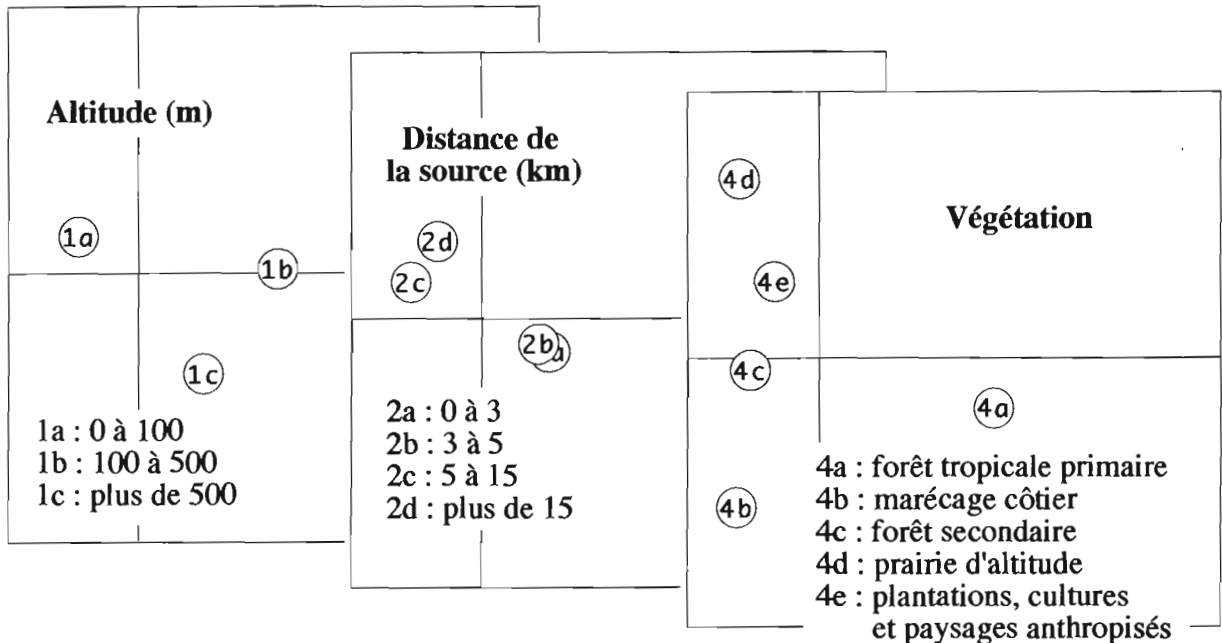 Altitude (m)
1a
1b
1c
1a : 0 à 100
1b : 100 à 500
1c : plus de 500
Distance de
la source (km)
2d
2c
2b
a
2a : 0 à 3
2b : 3 à 5
2c : 5 à 15
2d : plus de 15
Végétation
4d
4e
4c
4a
4b
4a : forêt tropicale primaire
4b : marécage côtier
4c : forêt secondaire
4d : prairie d'altitude
4e : plantations, cultures
et paysages anthropisés